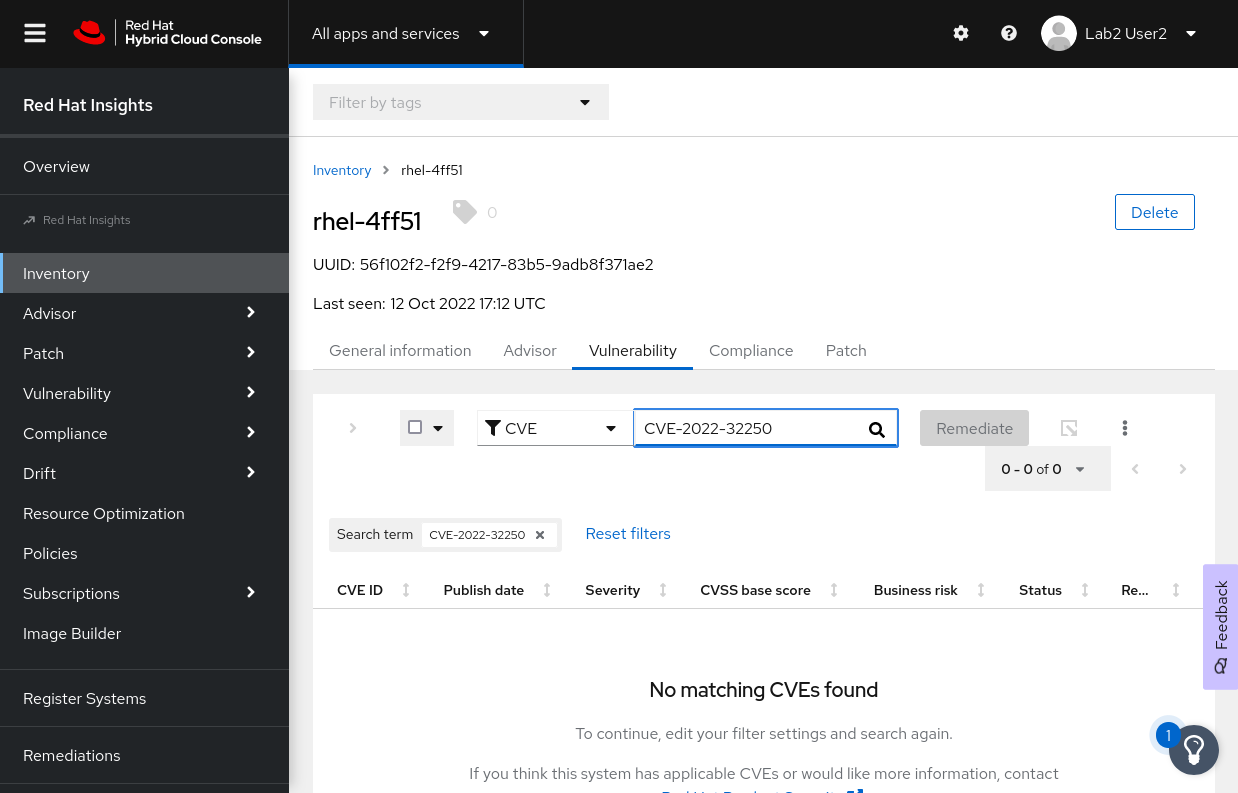 Red Hat
Hybrid Cloud Console
All apps and services
Lab2 User2
Red Hat Insights
Overview
Red Hat Insights
Inventory
Advisor
Patch
Vulnerability
Compliance
Drift
Resource Optimization
Policies
Subscriptions
Image Builder
Register Systems
Remediations
Filter by tags
Inventory > rhel-4ff51
rhel-4ff51 0
Delete
UUID: 56f102f2-f2f9-4217-83b5-9adb8f371ae2
Last seen: 12 Oct 2022 17:12 UTC
General information Advisor Vulnerability Compliance Patch
CVE CVE-2022-32250 Remediate
0 - 0 of 0
Search term CVE-2022-32250 Reset filters
CVE ID Publish date Severity CVSS base score Business risk Status Re...
No matching CVEs found
To continue, edit your filter settings and search again.
If you think this system has applicable CVEs or would like more information, contact
Feedback
1